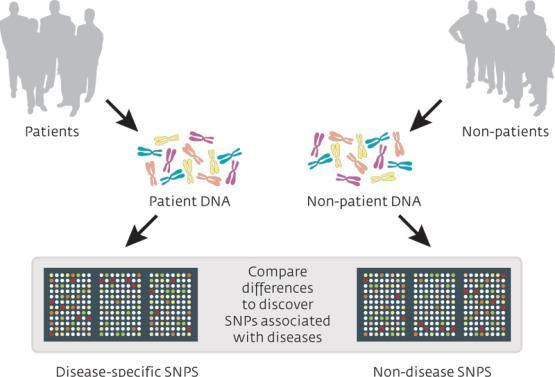 Patients
Non-patients
Patient DNA
Non-patient DNA
Compare
differences
to discover
SNPs associated
with diseases
Disease-specific SNPS
Non-disease SNPS